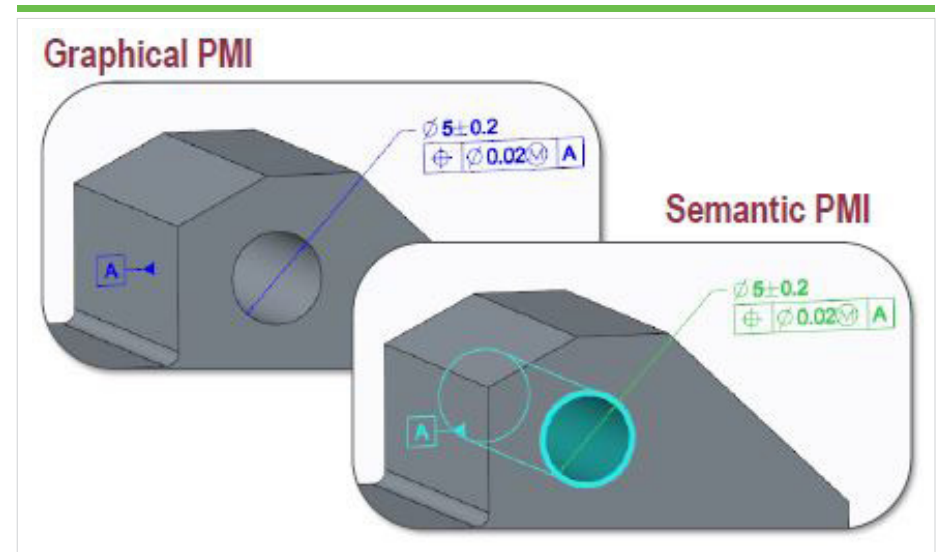 Graphical PMI
∅ 5±0.2
⌖ ∅ 0.02Ⓜ A
A
Semantic PMI
∅ 5±0.2
⌖ ∅ 0.02Ⓜ A
A